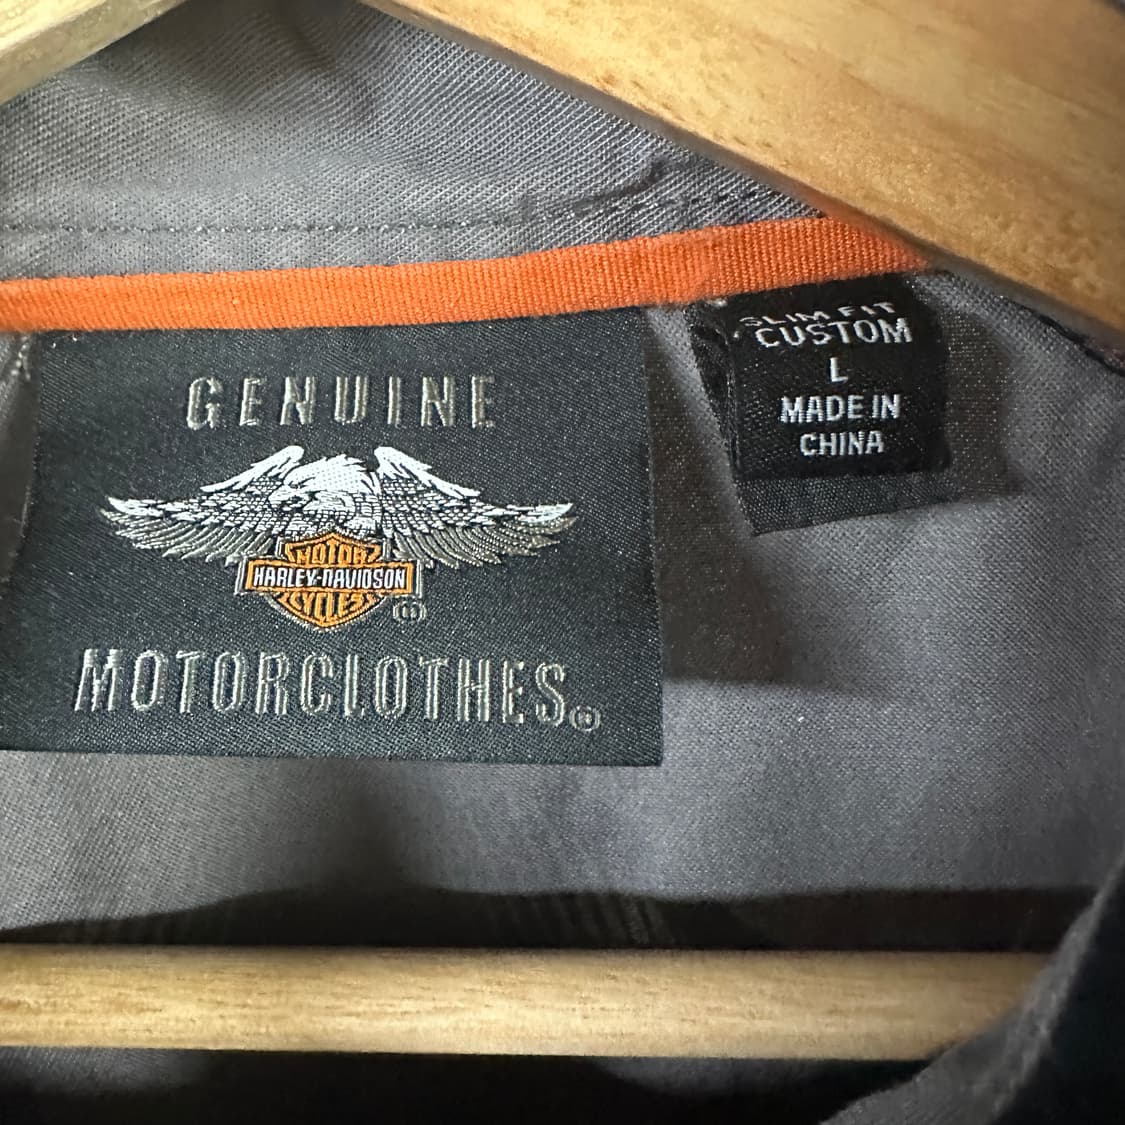 GENUINE
MOTOR
HARLEY-DAVIDSON
CYCLES
®
MOTORCLOTHES®
SLIM FIT
CUSTOM
L
MADE IN
CHINA